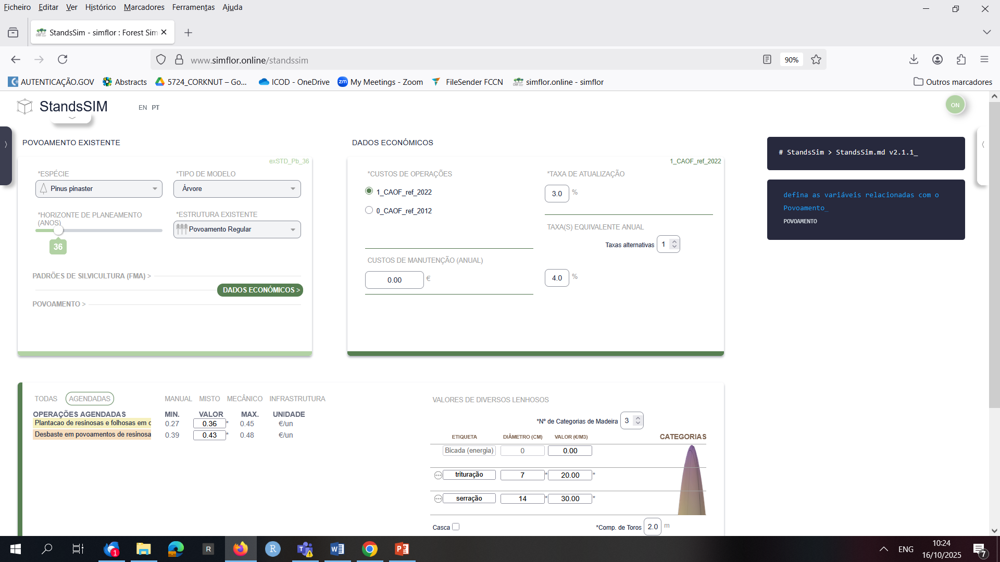 Ficheiro Editar Ver Histórico Marcadores Ferramentas Ajuda
StandsSim - simflor : Forest Sim
www.simflor.online/standssim
90%
AUTENTICAÇÃO.GOV Abstracts 5724_CORKNUT – Go... ICOD - OneDrive zm My Meetings - Zoom FileSender FCCN simflor.online - simflor Outros marcadores
StandsSIM EN PT
ON
POVOAMENTO EXISTENTE
exSTD_Pb_36
*ESPÉCIE *TIPO DE MODELO
Pinus pinaster Árvore
*HORIZONTE DE PLANEAMENTO (ANOS) *ESTRUTURA EXISTENTE
Povoamento Regular
36
PADRÕES DE SILVICULTURA (FMA) >
DADOS ECONÓMICOS >
POVOAMENTO >
DADOS ECONÓMICOS
1_CAOF_ref_2022
*CUSTOS DE OPERAÇÕES *TAXA DE ATUALIZAÇÃO
1_CAOF_ref_2022 3.0 %
0_CAOF_ref_2012
TAXA(S) EQUIVALENTE ANUAL
Taxas alternativas 1
CUSTOS DE MANUTENÇÃO (ANUAL)
0.00 € 4.0 %
# StandsSim > StandsSim.md v2.1.1_
defina as variáveis relacionadas com o
Povoamento_
POVOAMENTO
TODAS AGENDADAS MANUAL MISTO MECÂNICO INFRASTRUTURA
OPERAÇÕES AGENDADAS MIN. VALOR MAX. UNIDADE
Plantacao de resinosas e folhosas em c 0.27 0.36 * 0.45 €/un
Desbaste em povoamentos de resinosa 0.39 0.43 * 0.48 €/un
VALORES DE DIVERSOS LENHOSOS
*Nº de Categorias de Madeira 3
ETIQUETA DIÂMETRO (CM) VALOR (€/M3) CATEGORIAS
Bicada (energia) 0 0.00
trituração 7 * 20.00 *
serração 14 * 30.00 *
Casca *Comp. de Toros 2.0 m
1 R R W P ENG 10:24
16/10/2025
7